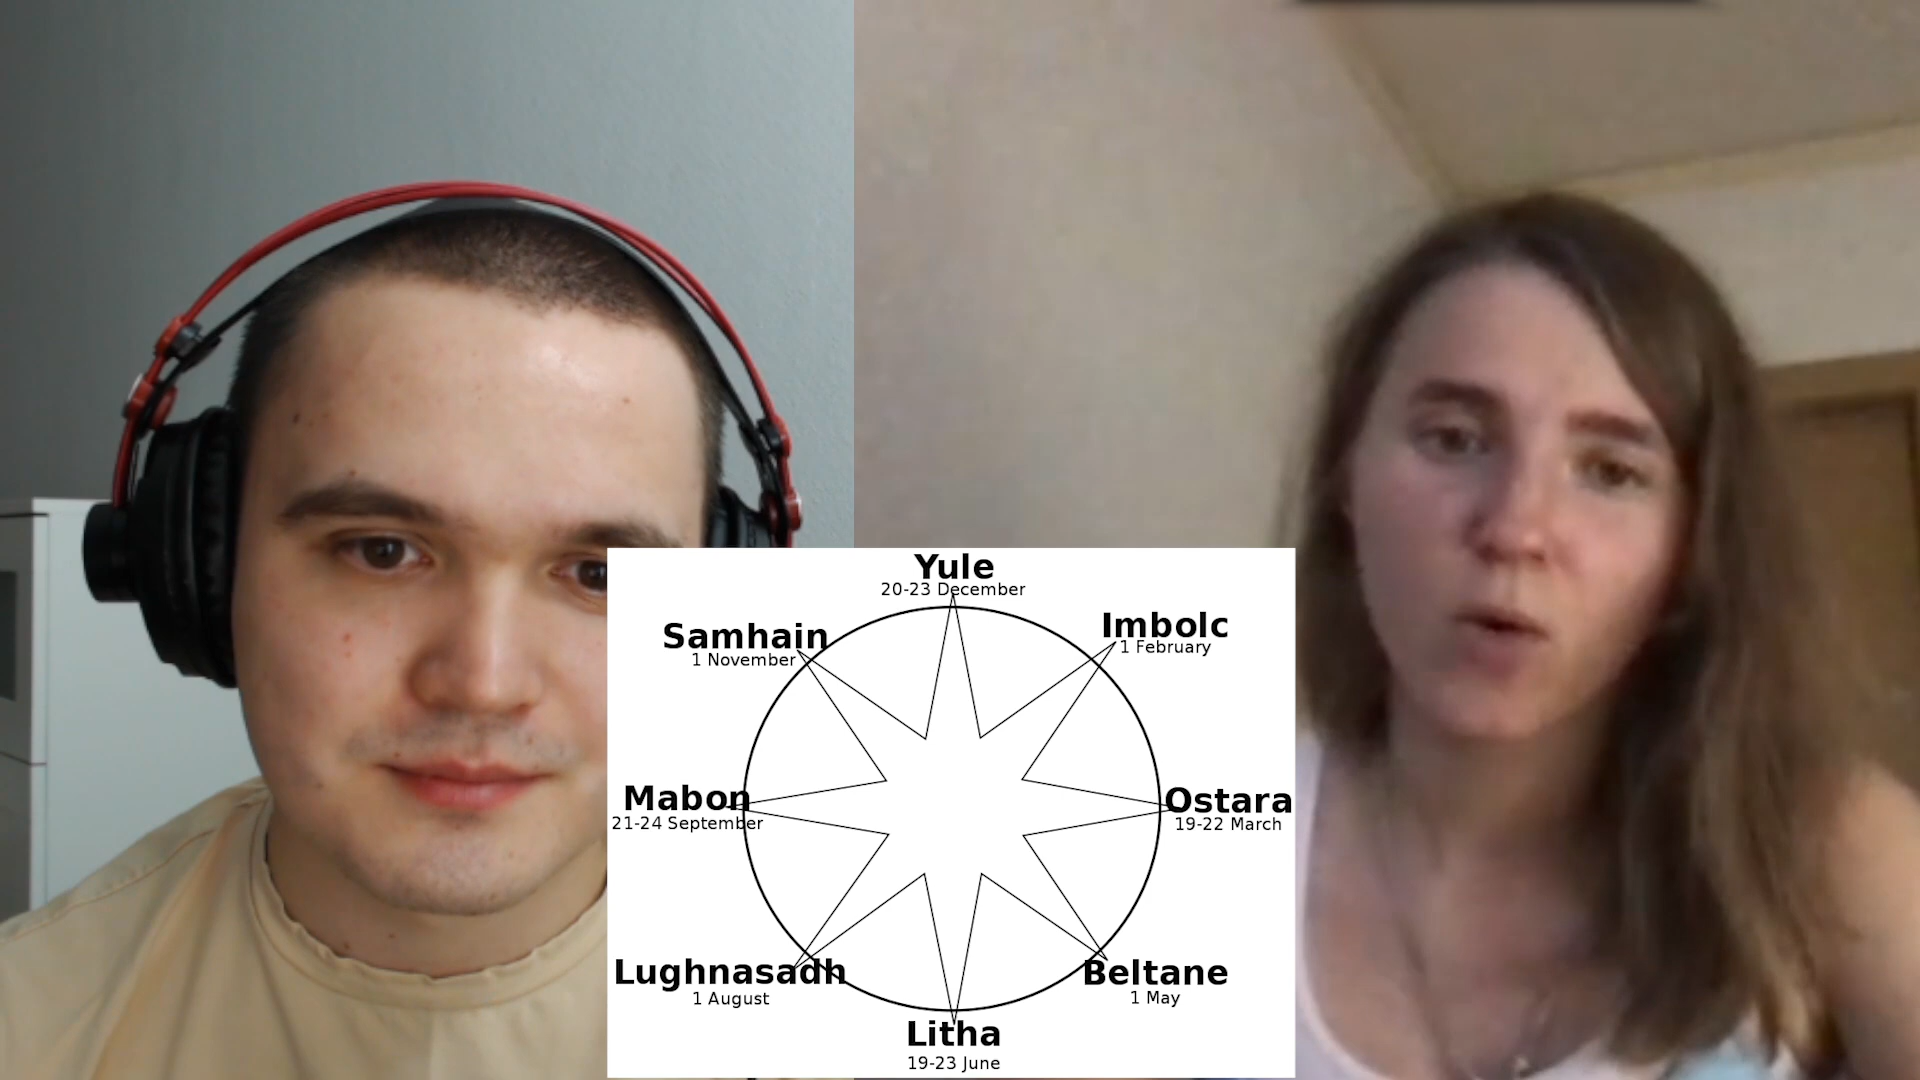 Yule
20-23 December
Imbolc
1 February
Samhain
1 November
Mabon
21-24 September
Ostara
19-22 March
Lughnasadh
1 August
Beltane
1 May
Litha
19-23 June